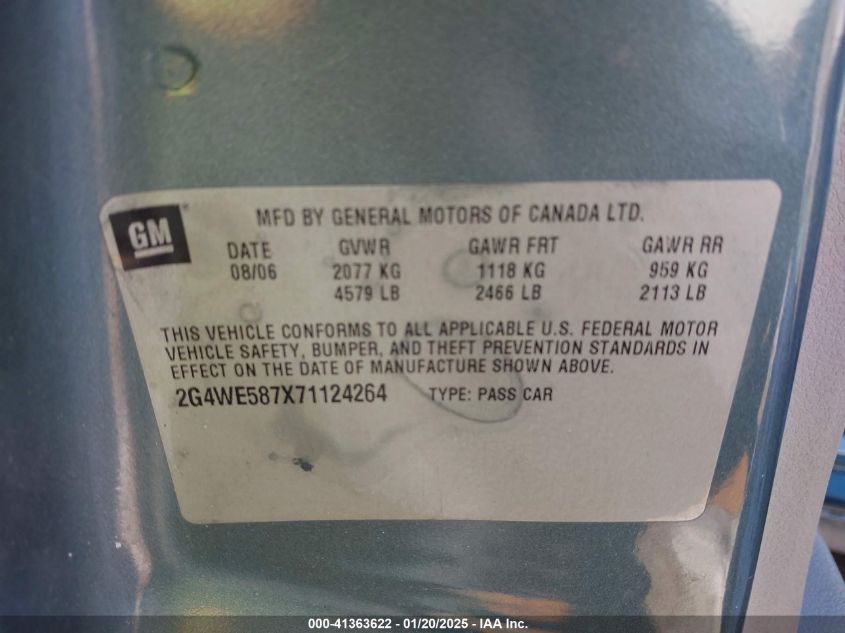 GM
MFD BY GENERAL MOTORS OF CANADA LTD.
DATE GVWR GAWR FRT GAWR RR
08/06 2077 KG 1118 KG 959 KG
4579 LB 2466 LB 2113 LB
THIS VEHICLE CONFORMS TO ALL APPLICABLE U.S. FEDERAL MOTOR
VEHICLE SAFETY, BUMPER, AND THEFT PREVENTION STANDARDS IN
EFFECT ON THE DATE OF MANUFACTURE SHOWN ABOVE.
2G4WE587X71124264 TYPE: PASS CAR
000-41363622 - 01/20/2025 - IAA Inc.